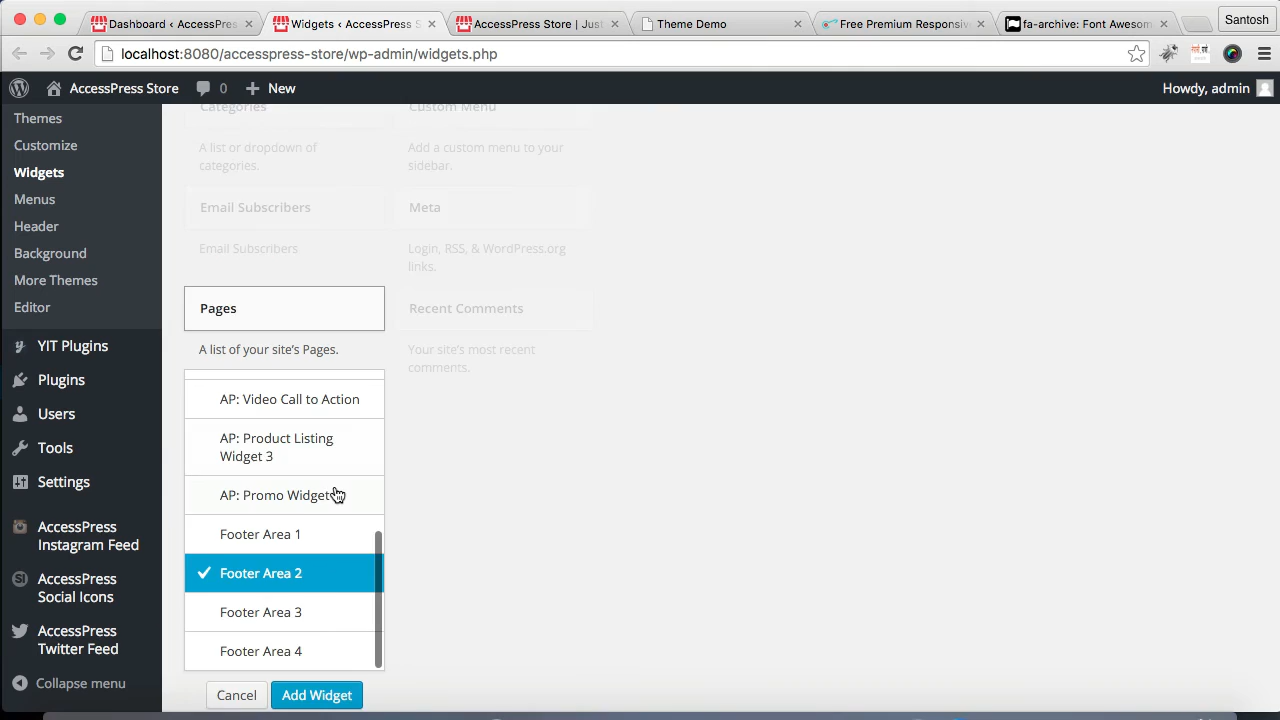 Dashboard ‹ AccessPres
Widgets ‹ AccessPress S
AccessPress Store | Just
Theme Demo
Free Premium Responsiv
fa-archive: Font Awesom
Santosh
localhost:8080/accesspress-store/wp-admin/widgets.php
AccessPress Store
0
New
Howdy, admin
Themes
Customize
Widgets
Menus
Header
Background
More Themes
Editor
YIT Plugins
Plugins
Users
Tools
Settings
AccessPress
Instagram Feed
AccessPress
Social Icons
AccessPress
Twitter Feed
Collapse menu
Categories
Custom Menu
A list or dropdown of
categories.
Add a custom menu to your
sidebar.
Email Subscribers
Meta
Email Subscribers
Login, RSS, & WordPress.org
links.
Pages
Recent Comments
A list of your site's Pages.
Your site's most recent
comments.
AP: Video Call to Action
AP: Product Listing
Widget 3
AP: Promo Widget
Footer Area 1
Footer Area 2
Footer Area 3
Footer Area 4
Cancel
Add Widget